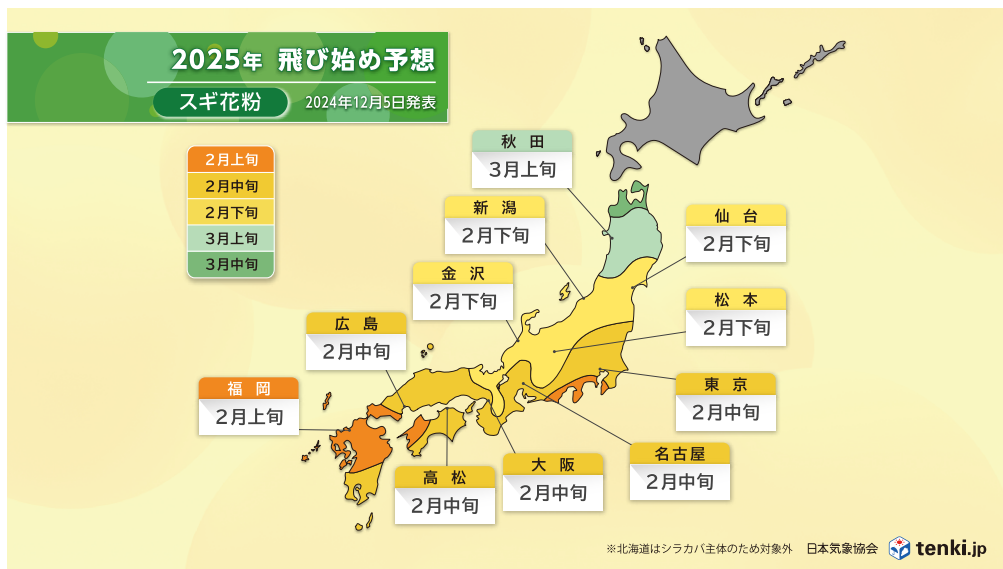 2025年 飛び始め予想
スギ花粉 2024年12月5日発表
2月上旬
2月中旬
2月下旬
3月上旬
3月中旬
秋 田
3月上旬
新 潟
2月下旬
仙 台
2月下旬
金 沢
2月下旬
松 本
2月下旬
広 島
2月中旬
東 京
2月中旬
福 岡
2月上旬
名古屋
2月中旬
大 阪
2月中旬
高 松
2月中旬
※北海道はシラカバ主体のため対象外 日本気象協会 tenki.jp